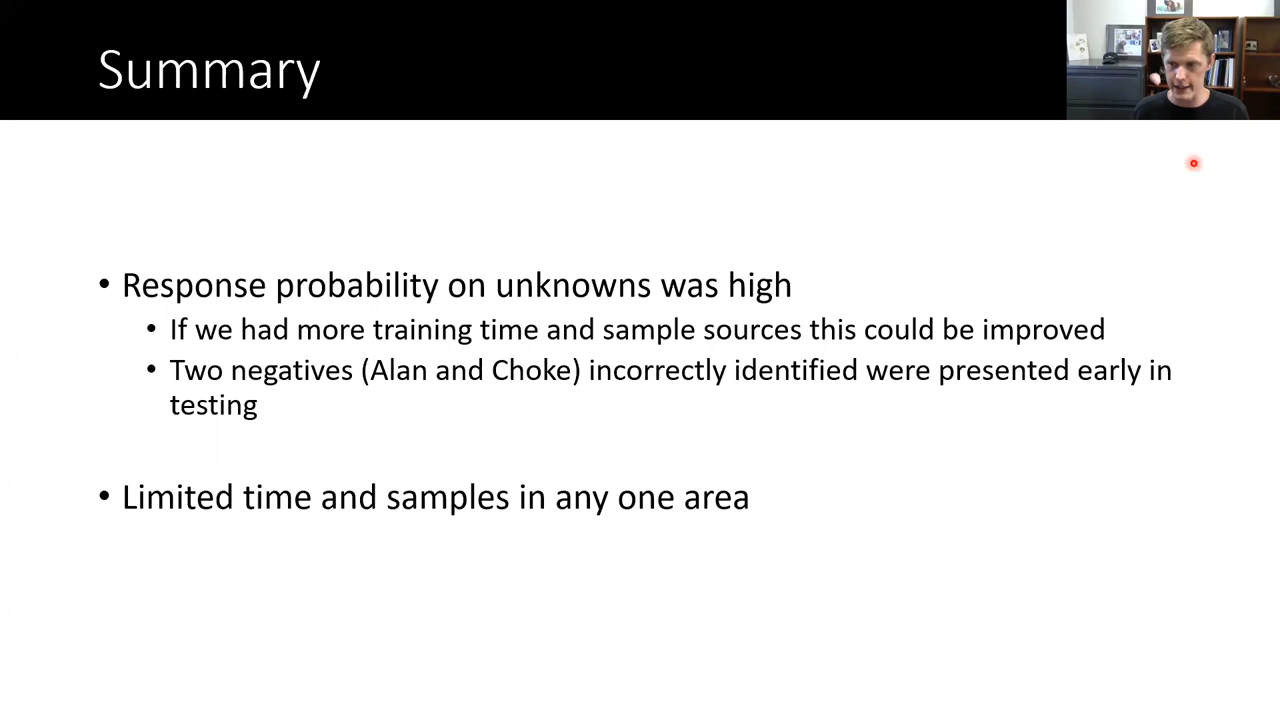 Summary
• Response probability on unknowns was high
• If we had more training time and sample sources this could be improved
• Two negatives (Alan and Choke) incorrectly identified were presented early in
testing
• Limited time and samples in any one area